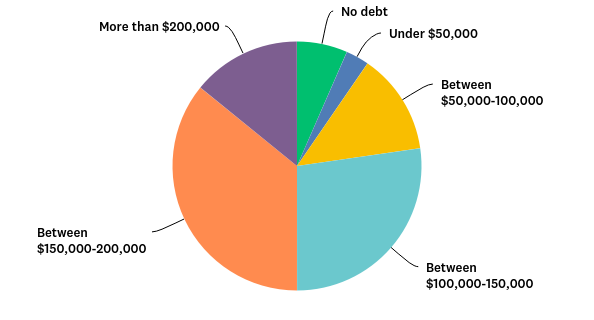 No debt
More than $200,000
Under $50,000
Between
$50,000-100,000
Between
$150,000-200,000
Between
$100,000-150,000